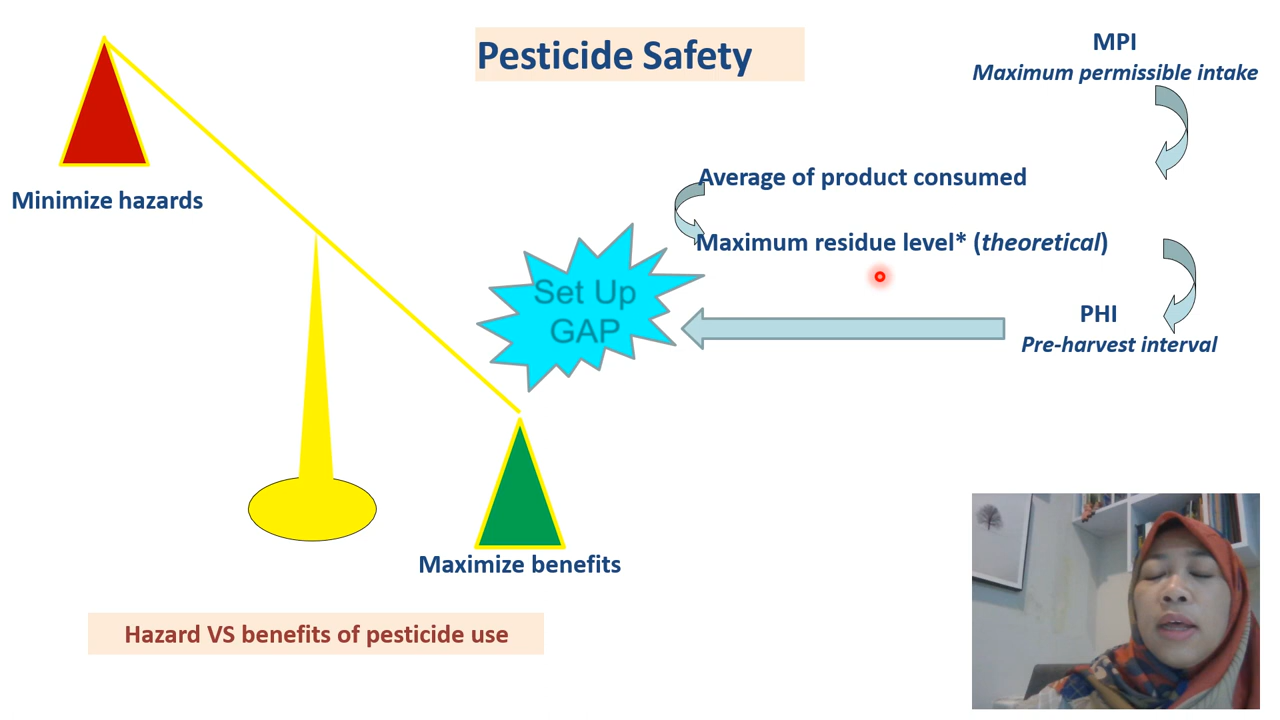 Pesticide Safety
MPI
Maximum permissible intake
Average of product consumed
Minimize hazards
Maximum residue level* (theoretical)
Set Up
GAP
PHI
Pre-harvest interval
Maximize benefits
Hazard VS benefits of pesticide use